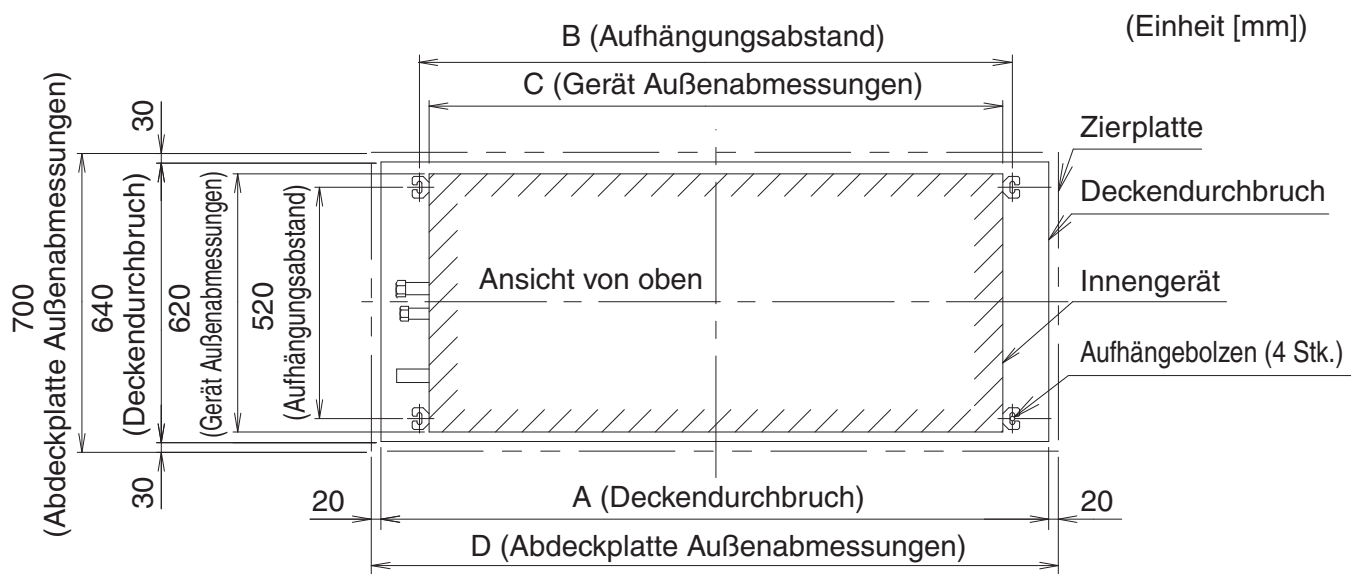 (Einheit [mm])
B (Aufhängungsabstand)
C (Gerät Außenabmessungen)
Zierplatte
Deckendurchbruch
Innengerät
Aufhängebolzen (4 Stk.)
Ansicht von oben
30
700
(Abdeckplatte Außenabmessungen)
640
(Deckendurchbruch)
620
(Gerät Außenabmessungen)
520
(Aufhängungsabstand)
30
20
A (Deckendurchbruch)
20
D (Abdeckplatte Außenabmessungen)